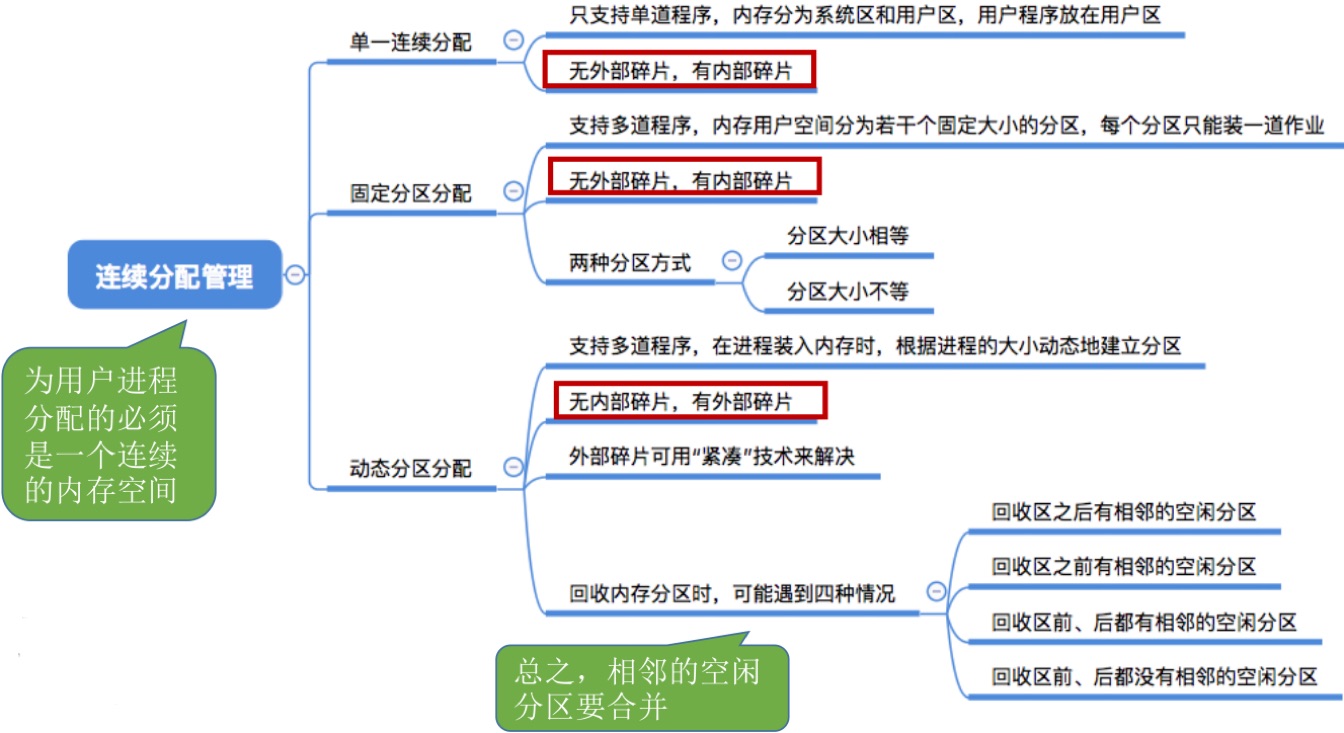 只支持单道程序，内存分为系统区和用户区，用户程序放在用户区
单一连续分配
无外部碎片，有内部碎片
支持多道程序，内存用户空间分为若干个固定大小的分区，每个分区只能装一道作业
无外部碎片，有内部碎片
固定分区分配
分区大小相等
两种分区方式
分区大小不等
连续分配管理
为用户进程
分配的必须
是一个连续
的内存空间
支持多道程序，在进程装入内存时，根据进程的大小动态地建立分区
无内部碎片，有外部碎片
外部碎片可用“紧凑”技术来解决
动态分区分配
回收区之后有相邻的空闲分区
回收区之前有相邻的空闲分区
回收内存分区时，可能遇到四种情况
回收区前、后都有相邻的空闲分区
回收区前、后都没有相邻的空闲分区
总之，相邻的空闲
分区要合并